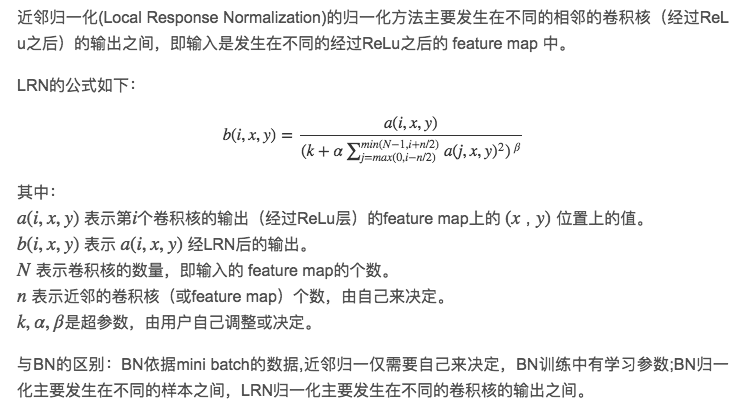 近邻归一化(Local Response Normalization)的归一化方法主要发生在不同的相邻的卷积核（经过ReL
u之后）的输出之间，即输入是发生在不同的经过ReLu之后的 feature map 中。
LRN的公式如下：
b(i, x, y) = a(i, x, y) / (k + α ∑_{j=max(0,i−n/2)}^{min(N−1,i+n/2)} a(j, x, y)²)^β
其中：
a(i, x, y) 表示第i个卷积核的输出（经过ReLu层）的feature map上的 (x , y) 位置上的值。
b(i, x, y) 表示 a(i, x, y) 经LRN后的输出。
N 表示卷积核的数量，即输入的 feature map的个数。
n 表示近邻的卷积核（或feature map）个数，由自己来决定。
k, α, β是超参数，由用户自己调整或决定。
与BN的区别：BN依据mini batch的数据,近邻归一仅需要自己来决定，BN训练中有学习参数;BN归一
化主要发生在不同的样本之间，LRN归一化主要发生在不同的卷积核的输出之间。